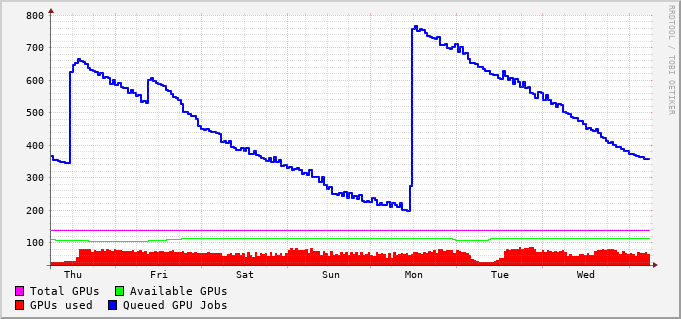 800
700
600
500
400
300
200
100
Thu Fri Sat Sun Mon Tue Wed
Total GPUs Available GPUs
GPUs used Queued GPU Jobs
RRDTOOL / TOBI OETIKER